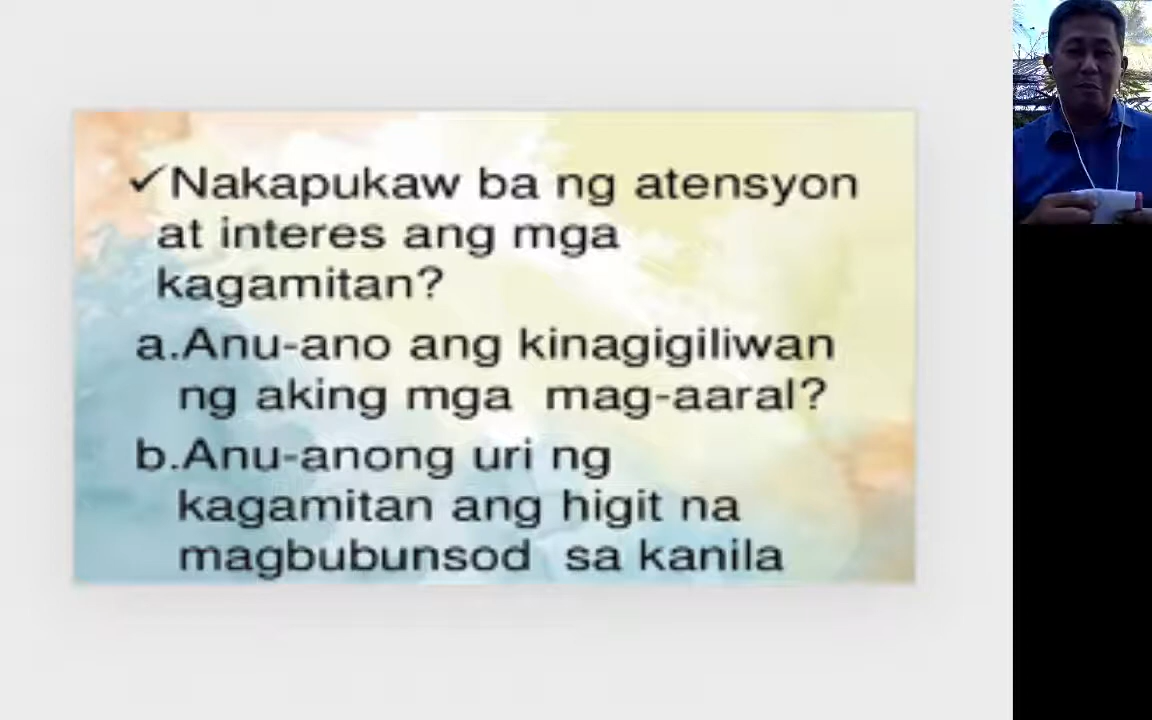 ✓Nakapukaw ba ng atensyon
at interes ang mga
kagamitan?
a.Anu-ano ang kinagigiliwan
ng aking mga mag-aaral?
b.Anu-anong uri ng
kagamitan ang higit na
magbubunsod sa kanila